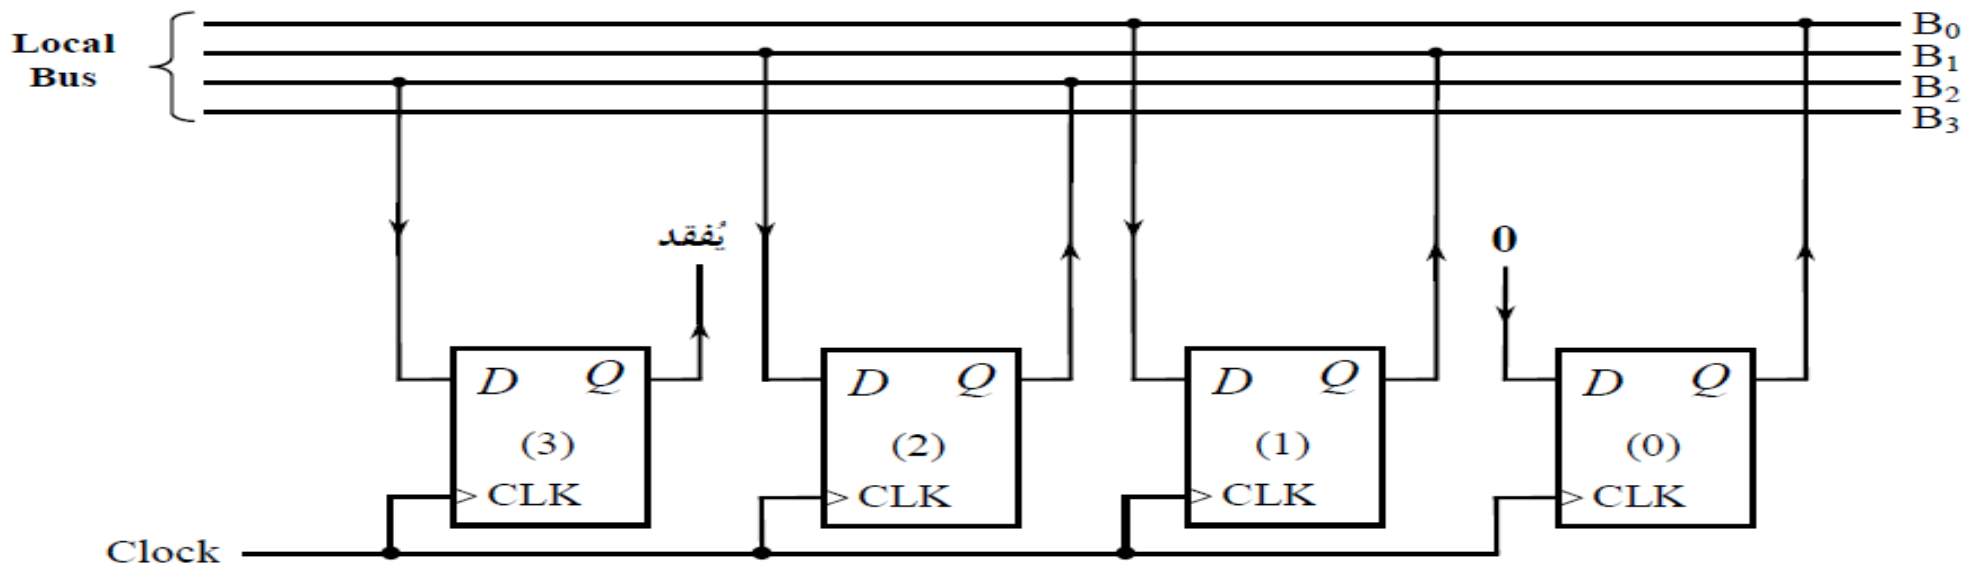 Local
Bus
B₀
B₁
B₂
B₃
يُفقد
0
D Q
(3)
CLK
D Q
(2)
CLK
D Q
(1)
CLK
D Q
(0)
CLK
Clock